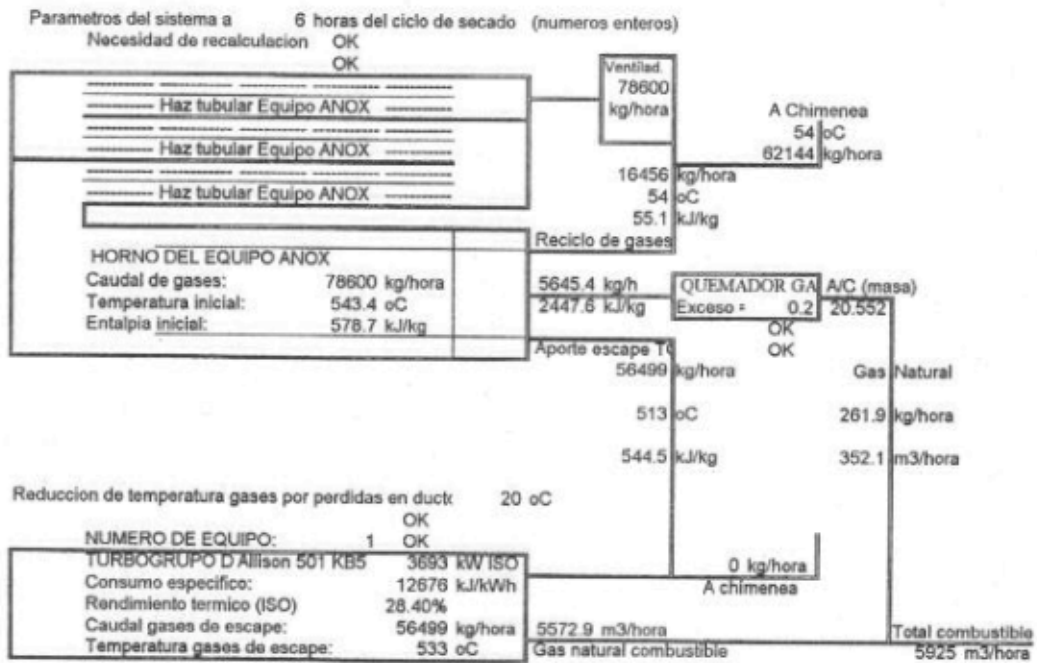 Parametros del sistema a 6 horas del ciclo de secado (numeros enteros)
Necesidad de recalculacion OK
OK
Ventilad.
78600
kg/hora
---------- Haz tubular Equipo ANOX ----------
---------- Haz tubular Equipo ANOX ----------
---------- Haz tubular Equipo ANOX ----------
A Chimenea
54 oC
62144 kg/hora
16456 kg/hora
54 oC
55.1 kJ/kg
Reciclo de gases
HORNO DEL EQUIPO ANOX
Caudal de gases: 78600 kg/hora
Temperatura inicial: 543.4 oC
Entalpia inicial: 578.7 kJ/kg
5645.4 kg/h
2447.6 kJ/kg
QUEMADOR GA
Exceso = 0.2
A/C (masa)
20.552
OK
OK
Aporte escape TG
56499 kg/hora
513 oC
544.5 kJ/kg
Gas Natural
261.9 kg/hora
352.1 m3/hora
Reduccion de temperatura gases por perdidas en ductc 20 oC
OK
NUMERO DE EQUIPO: 1 OK
TURBOGRUPO D Allison 501 KB5 3693 kW ISO
Consumo especifico: 12676 kJ/kWh
Rendimiento termico (ISO) 28.40%
Caudal gases de escape: 56499 kg/hora
Temperatura gases de escape: 533 oC
0 kg/hora
A chimenea
5572.9 m3/hora
Gas natural combustible
Total combustible
5925 m3/hora